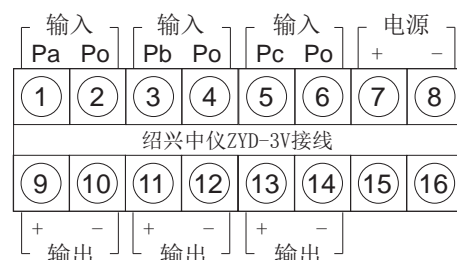 输入 输入 输入 电源
Pa Po Pb Po Pc Po + −
1 2 3 4 5 6 7 8
绍兴中仪ZYD-3V接线
9 10 11 12 13 14 15 16
+ − + − + −
输出 输出 输出